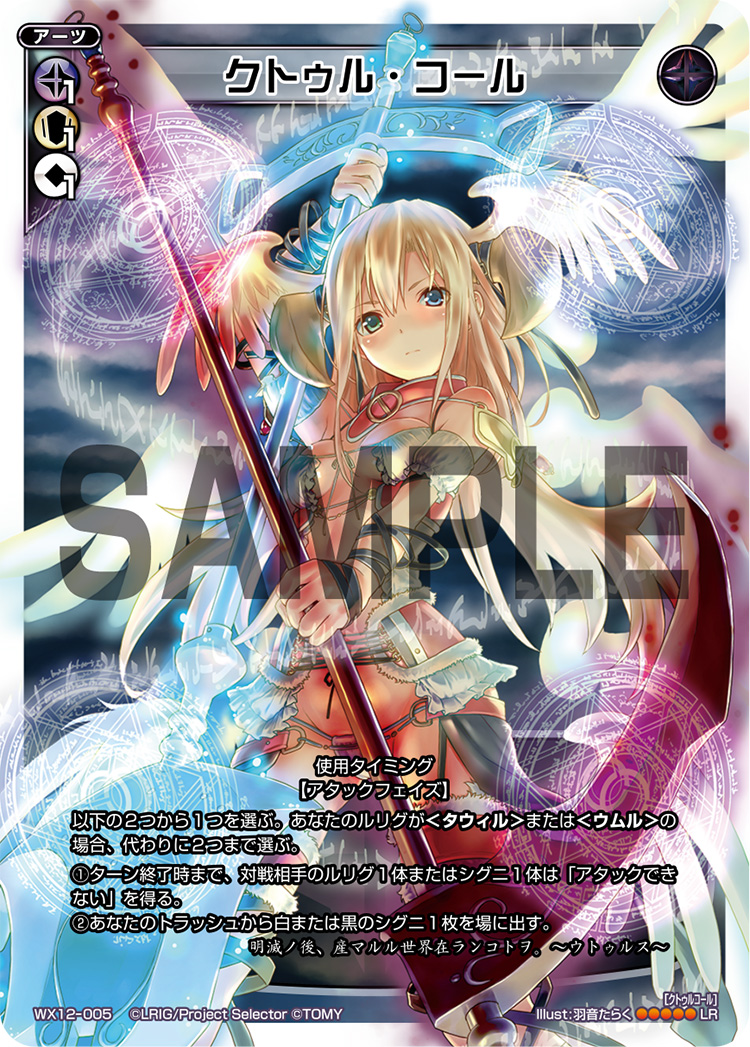 アーツ
クトゥル・コール
1
1
1
SAMPLE
使用タイミング
【アタックフェイズ】
以下の2つから1つを選ぶ。あなたのルリグが<タウィル>または<ウムル>の
場合、代わりに2つまで選ぶ。
①ターン終了時まで、対戦相手のルリグ1体またはシグニ1体は「アタックでき
ない」を得る。
②あなたのトラッシュから白または黒のシグニ1枚を場に出す。
明滅ノ後、産マルル世界在ランコトヲ。～ウトゥルス～
[クトゥルコール]
WX12-005 ©LRIG/Project Selector ©TOMY Illust:羽音たらく LR